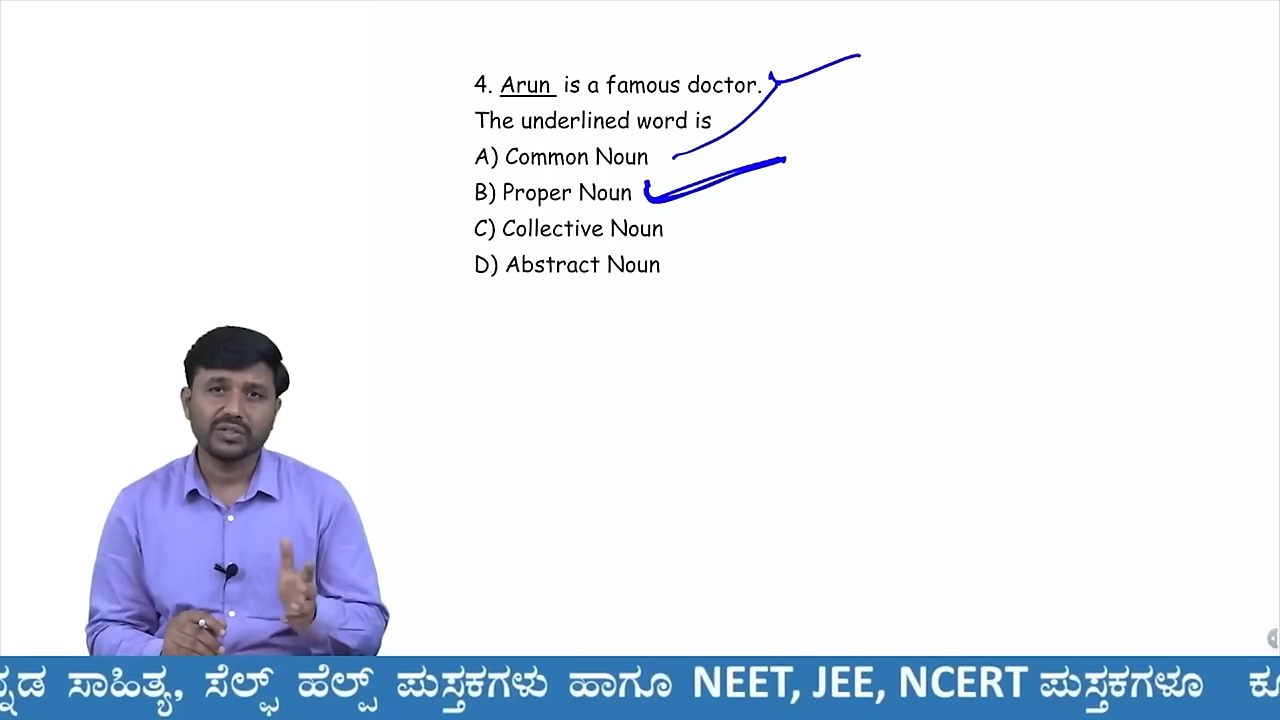 4. Arun is a famous doctor.
The underlined word is
A) Common Noun
B) Proper Noun
C) Collective Noun
D) Abstract Noun
ಸಾಹಿತ್ಯ, ಸೆಲ್ಫ್ ಹೆಲ್ಪ್ ಪುಸ್ತಕಗಳು ಹಾಗೂ NEET, JEE, NCERT ಪುಸ್ತಕಗಳೂ